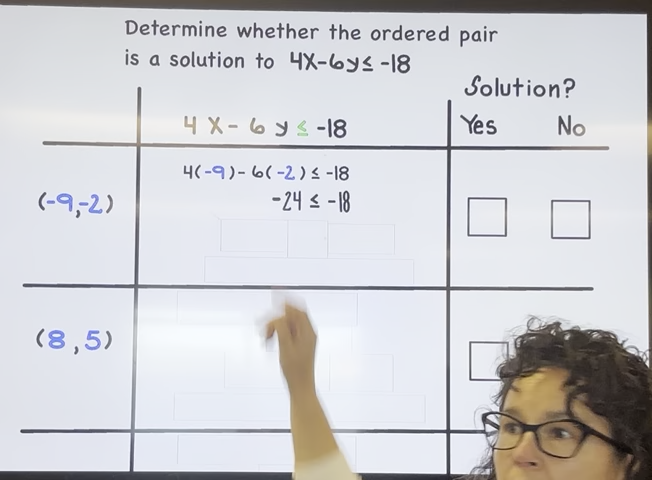 Determine whether the ordered pair
is a solution to 4x-6y≤ -18
Solution?
4 x - 6 y ≤ -18
Yes No
(-9,-2)
4(-9)- 6(-2) ≤ -18
-24 ≤ -18
(8,5)